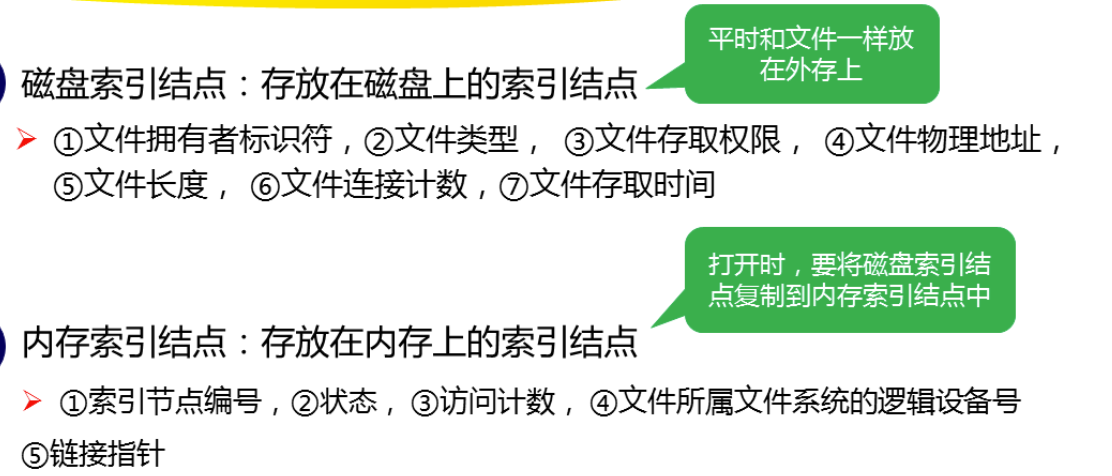 平时和文件一样放
在外存上
磁盘索引结点：存放在磁盘上的索引结点
①文件拥有者标识符，②文件类型， ③文件存取权限， ④文件物理地址，
⑤文件长度， ⑥文件连接计数，⑦文件存取时间
打开时，要将磁盘索引结
点复制到内存索引结点中
内存索引结点：存放在内存上的索引结点
①索引节点编号，②状态，③访问计数，④文件所属文件系统的逻辑设备号
⑤链接指针